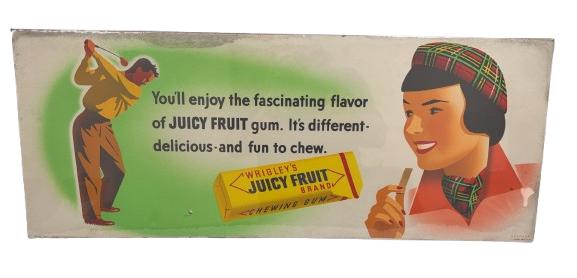 You'll enjoy the fascinating flavor
of JUICY FRUIT gum. It's different-
delicious-and fun to chew.
WRIGLEY'S
JUICY FRUIT
BRAND
CHEWING GUM